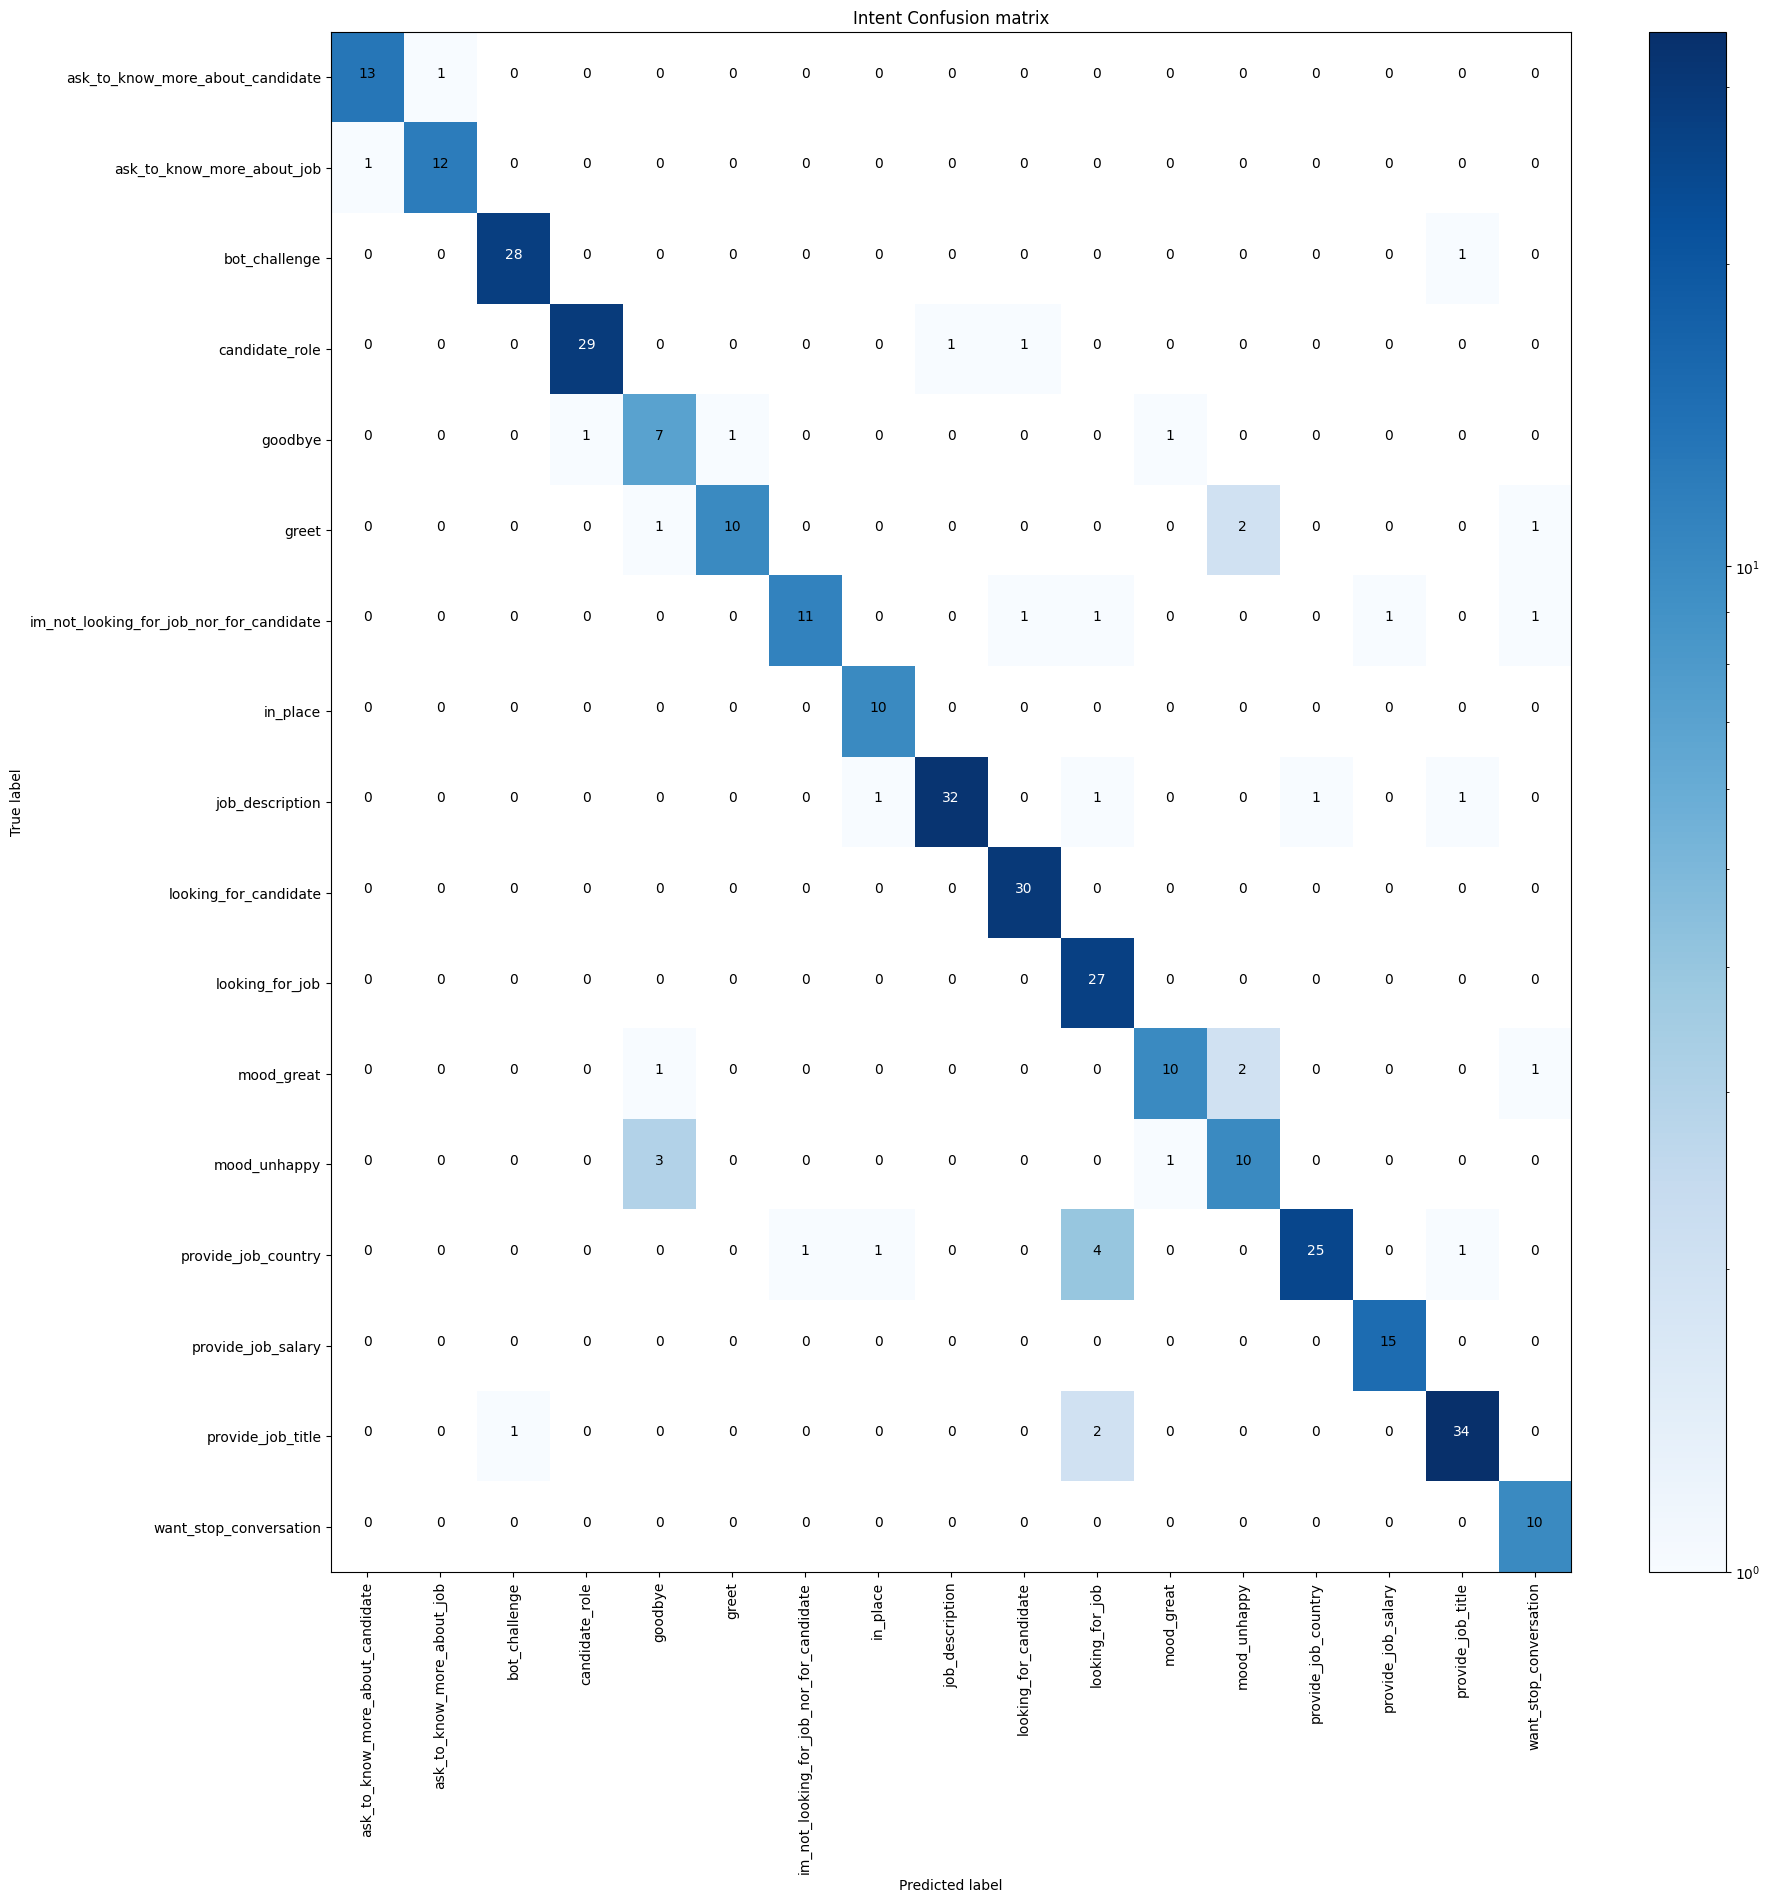 Intent Confusion matrix
ask_to_know_more_about_candidate 13 1 0 0 0 0 0 0 0 0 0 0 0 0 0 0 0
ask_to_know_more_about_job 1 12 0 0 0 0 0 0 0 0 0 0 0 0 0 0 0
bot_challenge 0 0 28 0 0 0 0 0 0 0 0 0 0 0 0 1 0
candidate_role 0 0 0 29 0 0 0 0 1 1 0 0 0 0 0 0 0
goodbye 0 0 0 1 7 1 0 0 0 0 0 1 0 0 0 0 0
greet 0 0 0 0 1 10 0 0 0 0 0 0 2 0 0 0 1
im_not_looking_for_job_nor_for_candidate 0 0 0 0 0 0 11 0 0 1 1 0 0 0 1 0 1
in_place 0 0 0 0 0 0 0 10 0 0 0 0 0 0 0 0 0
job_description 0 0 0 0 0 0 0 1 32 0 1 0 0 1 0 1 0
looking_for_candidate 0 0 0 0 0 0 0 0 0 30 0 0 0 0 0 0 0
looking_for_job 0 0 0 0 0 0 0 0 0 0 27 0 0 0 0 0 0
mood_great 0 0 0 0 1 0 0 0 0 0 0 10 2 0 0 0 1
mood_unhappy 0 0 0 0 3 0 0 0 0 0 0 1 10 0 0 0 0
provide_job_country 0 0 0 0 0 0 1 1 0 0 4 0 0 25 0 1 0
provide_job_salary 0 0 0 0 0 0 0 0 0 0 0 0 0 0 15 0 0
provide_job_title 0 0 1 0 0 0 0 0 0 0 2 0 0 0 0 34 0
want_stop_conversation 0 0 0 0 0 0 0 0 0 0 0 0 0 0 0 0 10
True label
ask_to_know_more_about_candidate
ask_to_know_more_about_job
bot_challenge
candidate_role
goodbye
greet
im_not_looking_for_job_nor_for_candidate
in_place
job_description
looking_for_candidate
looking_for_job
mood_great
mood_unhappy
provide_job_country
provide_job_salary
provide_job_title
want_stop_conversation
Predicted label
10¹
10⁰